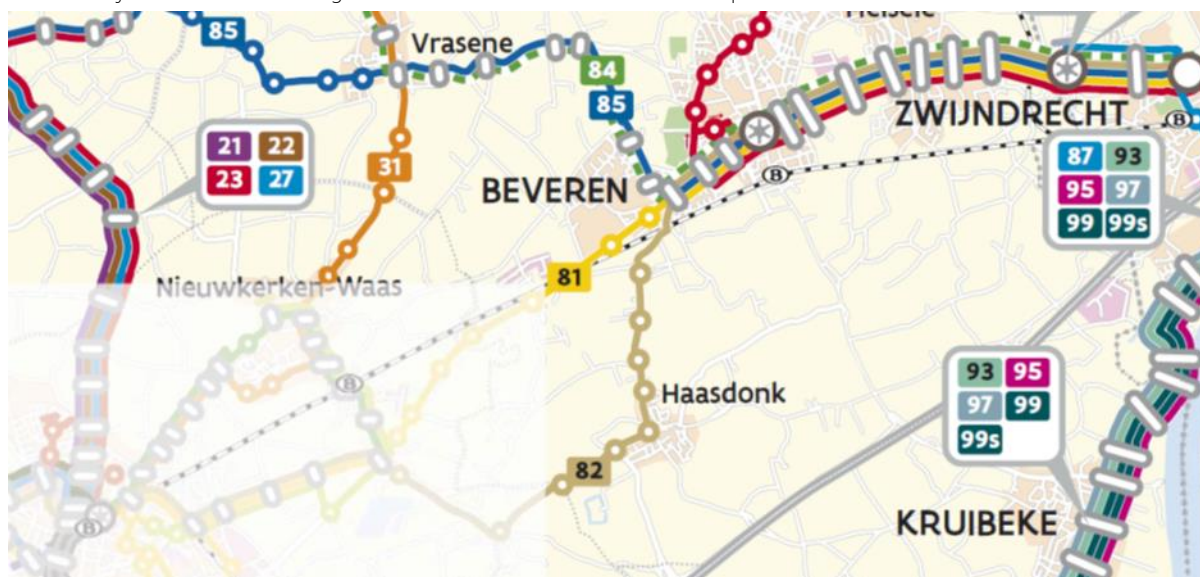 Melsele
85
Vrasene
84
85
ZWIJNDRECHT
B
21 22
23 27
31
BEVEREN
B
87 93
95 97
99 99s
81
Nieuwkerken-Waas
B
93 95
97 99
99s
Haasdonk
82
KRUIBEKE
B